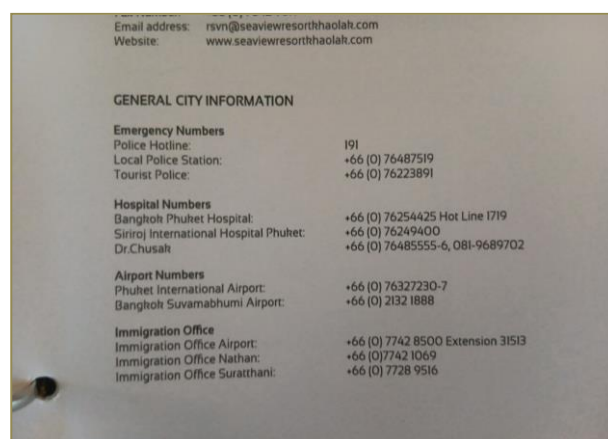 Email address: rsvn@seaviewresortkhaolak.com
Website: www.seaviewresortkhaolak.com
GENERAL CITY INFORMATION
Emergency Numbers
Police Hotline: 191
Local Police Station: +66 (0) 76487519
Tourist Police: +66 (0) 76223891
Hospital Numbers
Bangkok Phuket Hospital: +66 (0) 76254425 Hot Line 1719
Siriroj International Hospital Phuket: +66 (0) 76249400
Dr.Chusak +66 (0) 76485555-6, 081-9689702
Airport Numbers
Phuket International Airport: +66 (0) 76327230-7
Bangkok Suvarnabhumi Airport: +66 (0) 2132 1888
Immigration Office
Immigration Office Airport: +66 (0) 7742 8500 Extension 31513
Immigration Office Nathan: +66 (0)7742 1069
Immigration Office Suratthani: +66 (0) 7728 9516